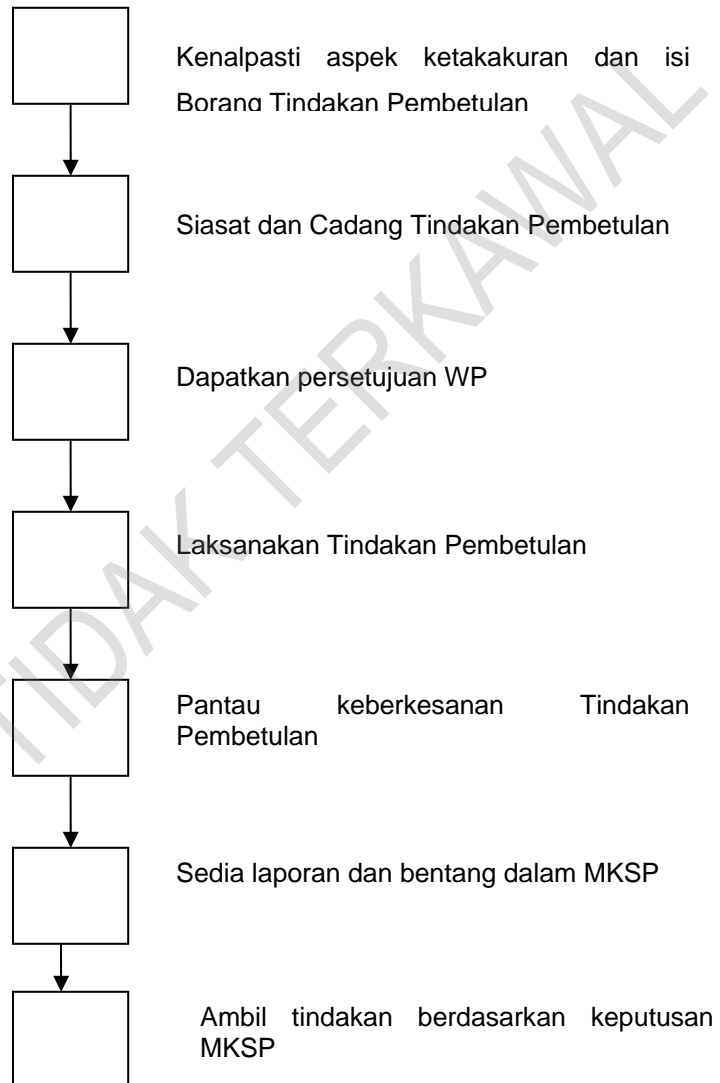 Kenalpasti aspek ketakakuran dan isi
Borang Tindakan Pembetulan
Siasat dan Cadang Tindakan Pembetulan
Dapatkan persetujuan WP
Laksanakan Tindakan Pembetulan
Pantau keberkesanan Tindakan
Pembetulan
Sedia laporan dan bentang dalam MKSP
Ambil tindakan berdasarkan keputusan
MKSP
TIDAK TERKAWAL